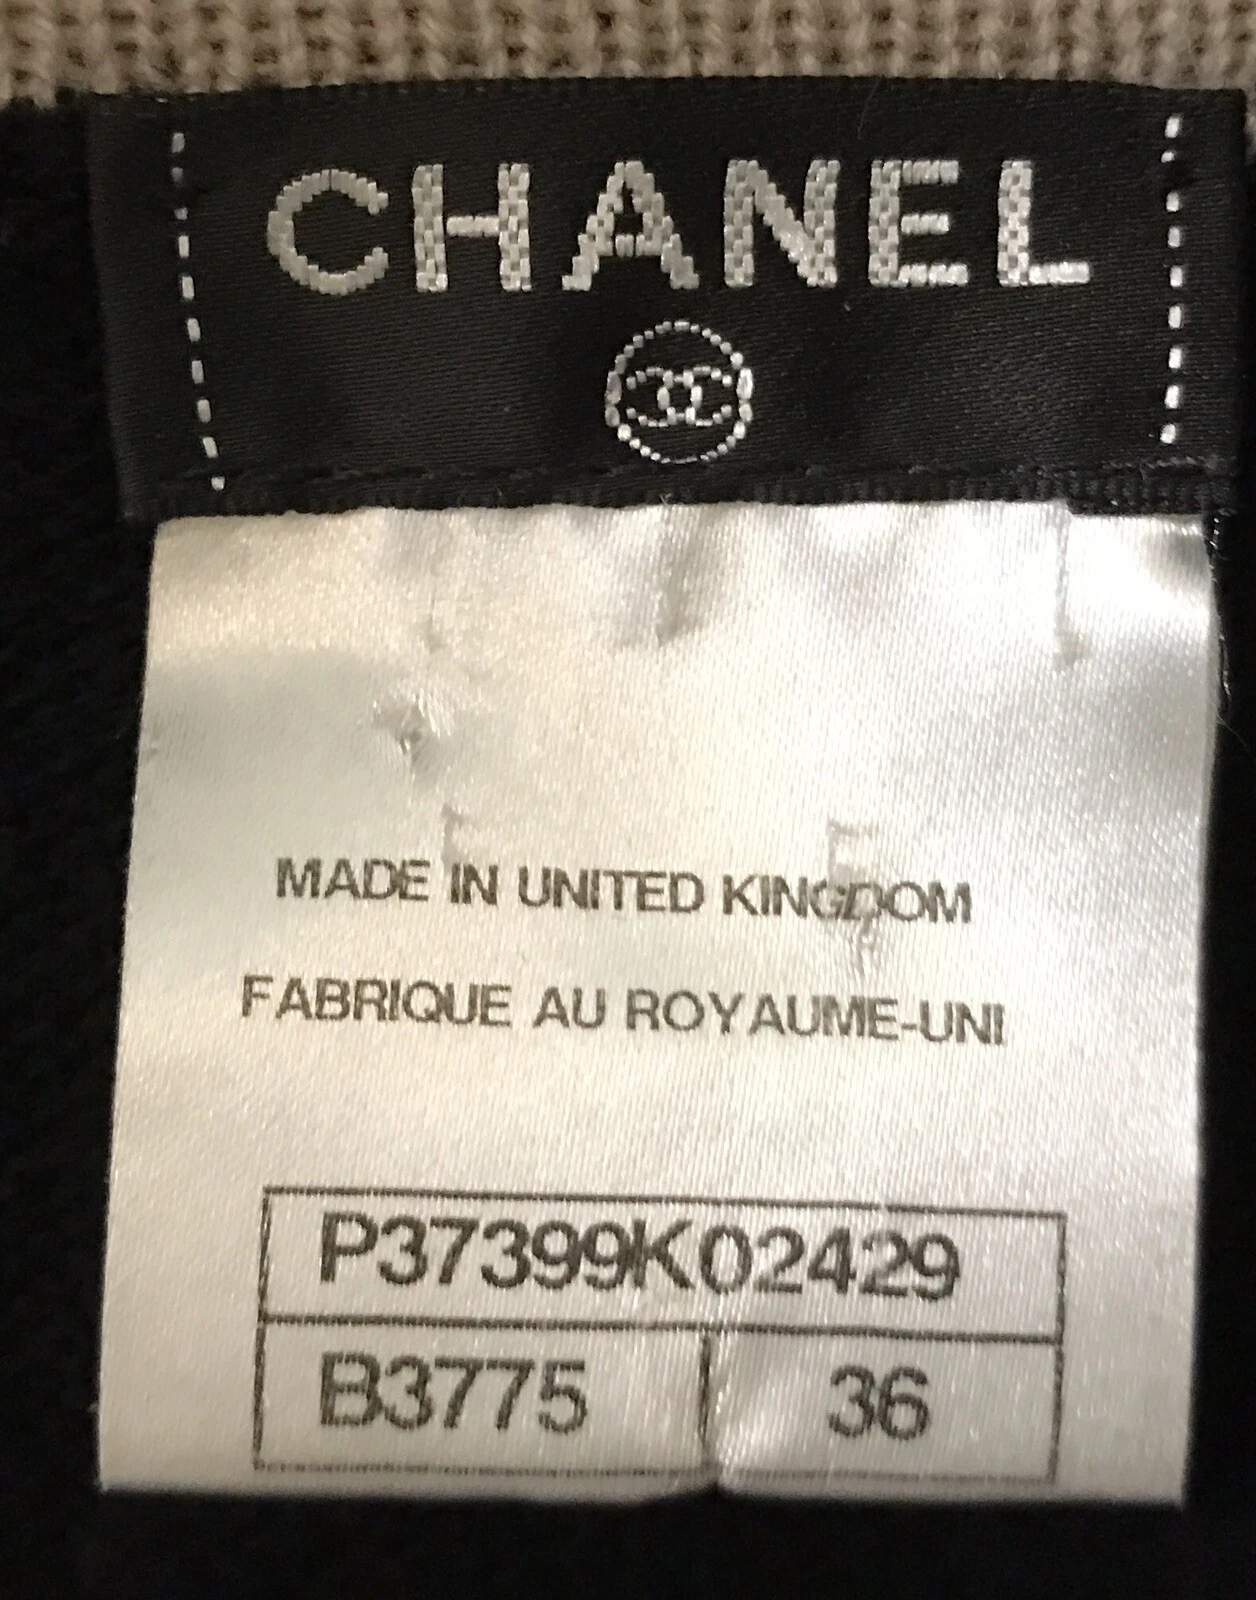 CHANEL
MADE IN UNITED KINGDOM
FABRIQUE AU ROYAUME-UNI
P37399K02429
B3775 36